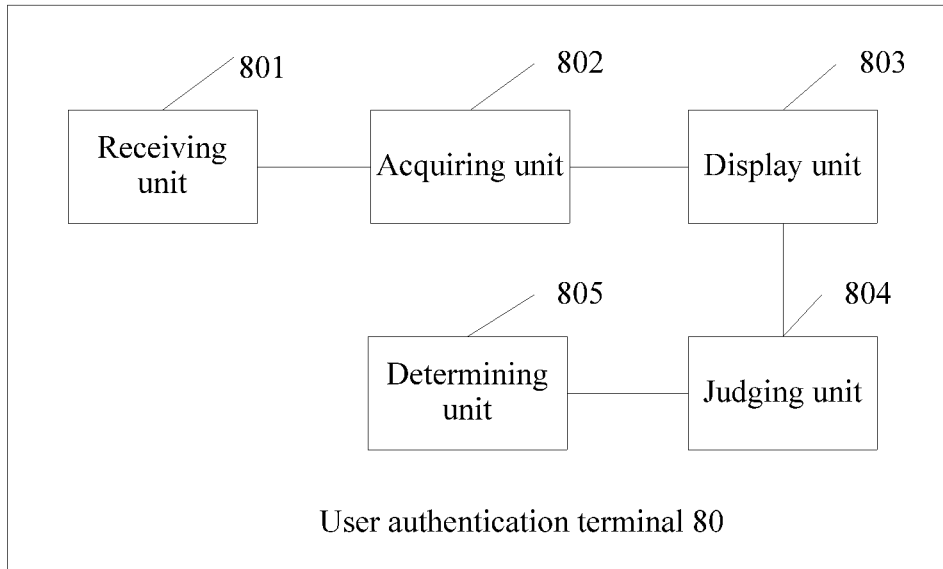 801
802
803
Receiving
unit
Acquiring unit
Display unit
805
804
Determining
unit
Judging unit
User authentication terminal 80